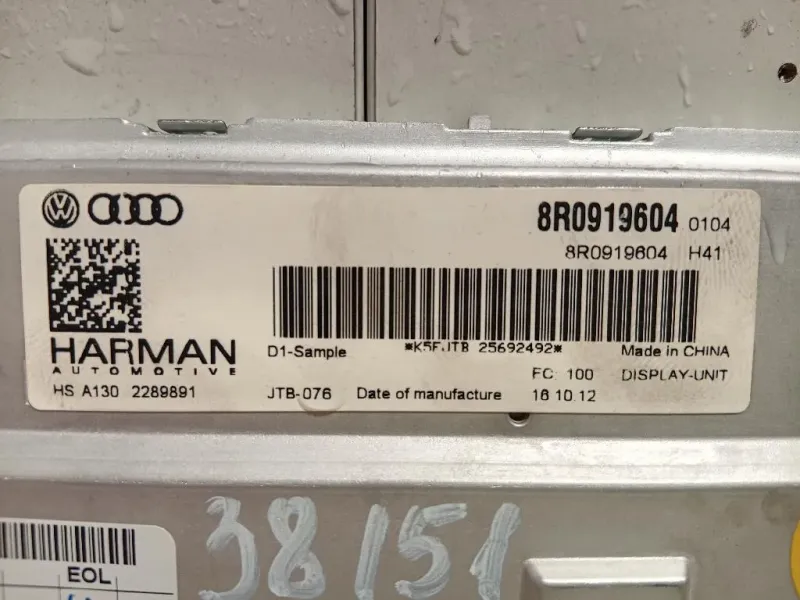 8R0919604 0104
8R0919604 H41
HARMAN
AUTOMOTIVE
D1-Sample *K5FJTB 25692492* Made in CHINA
FC 100 DISPLAY-UNIT
HS A130 2289891 JTB-076 Date of manufacture 16 10.12
38151
EOL